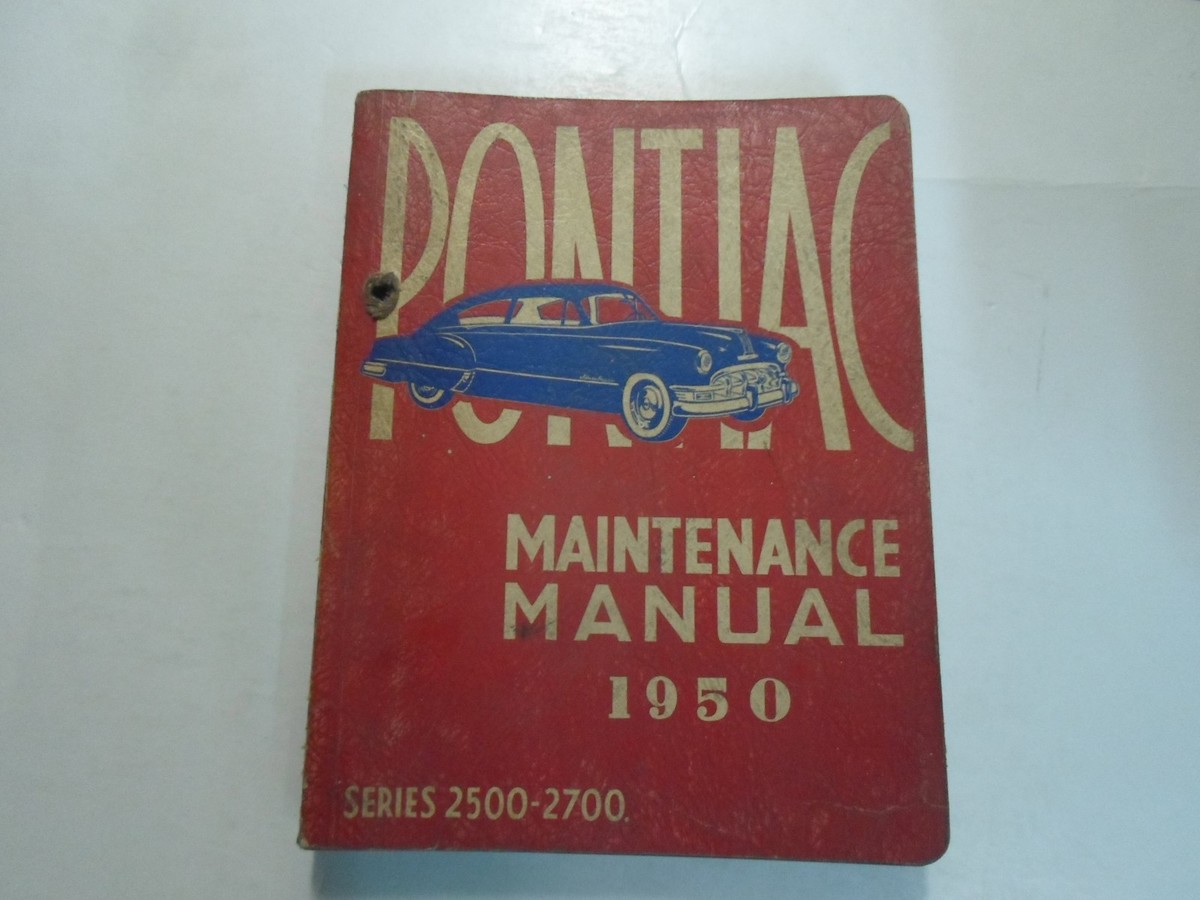 PONTIAC
MAINTENANCE
MANUAL
1950
SERIES 2500-2700.